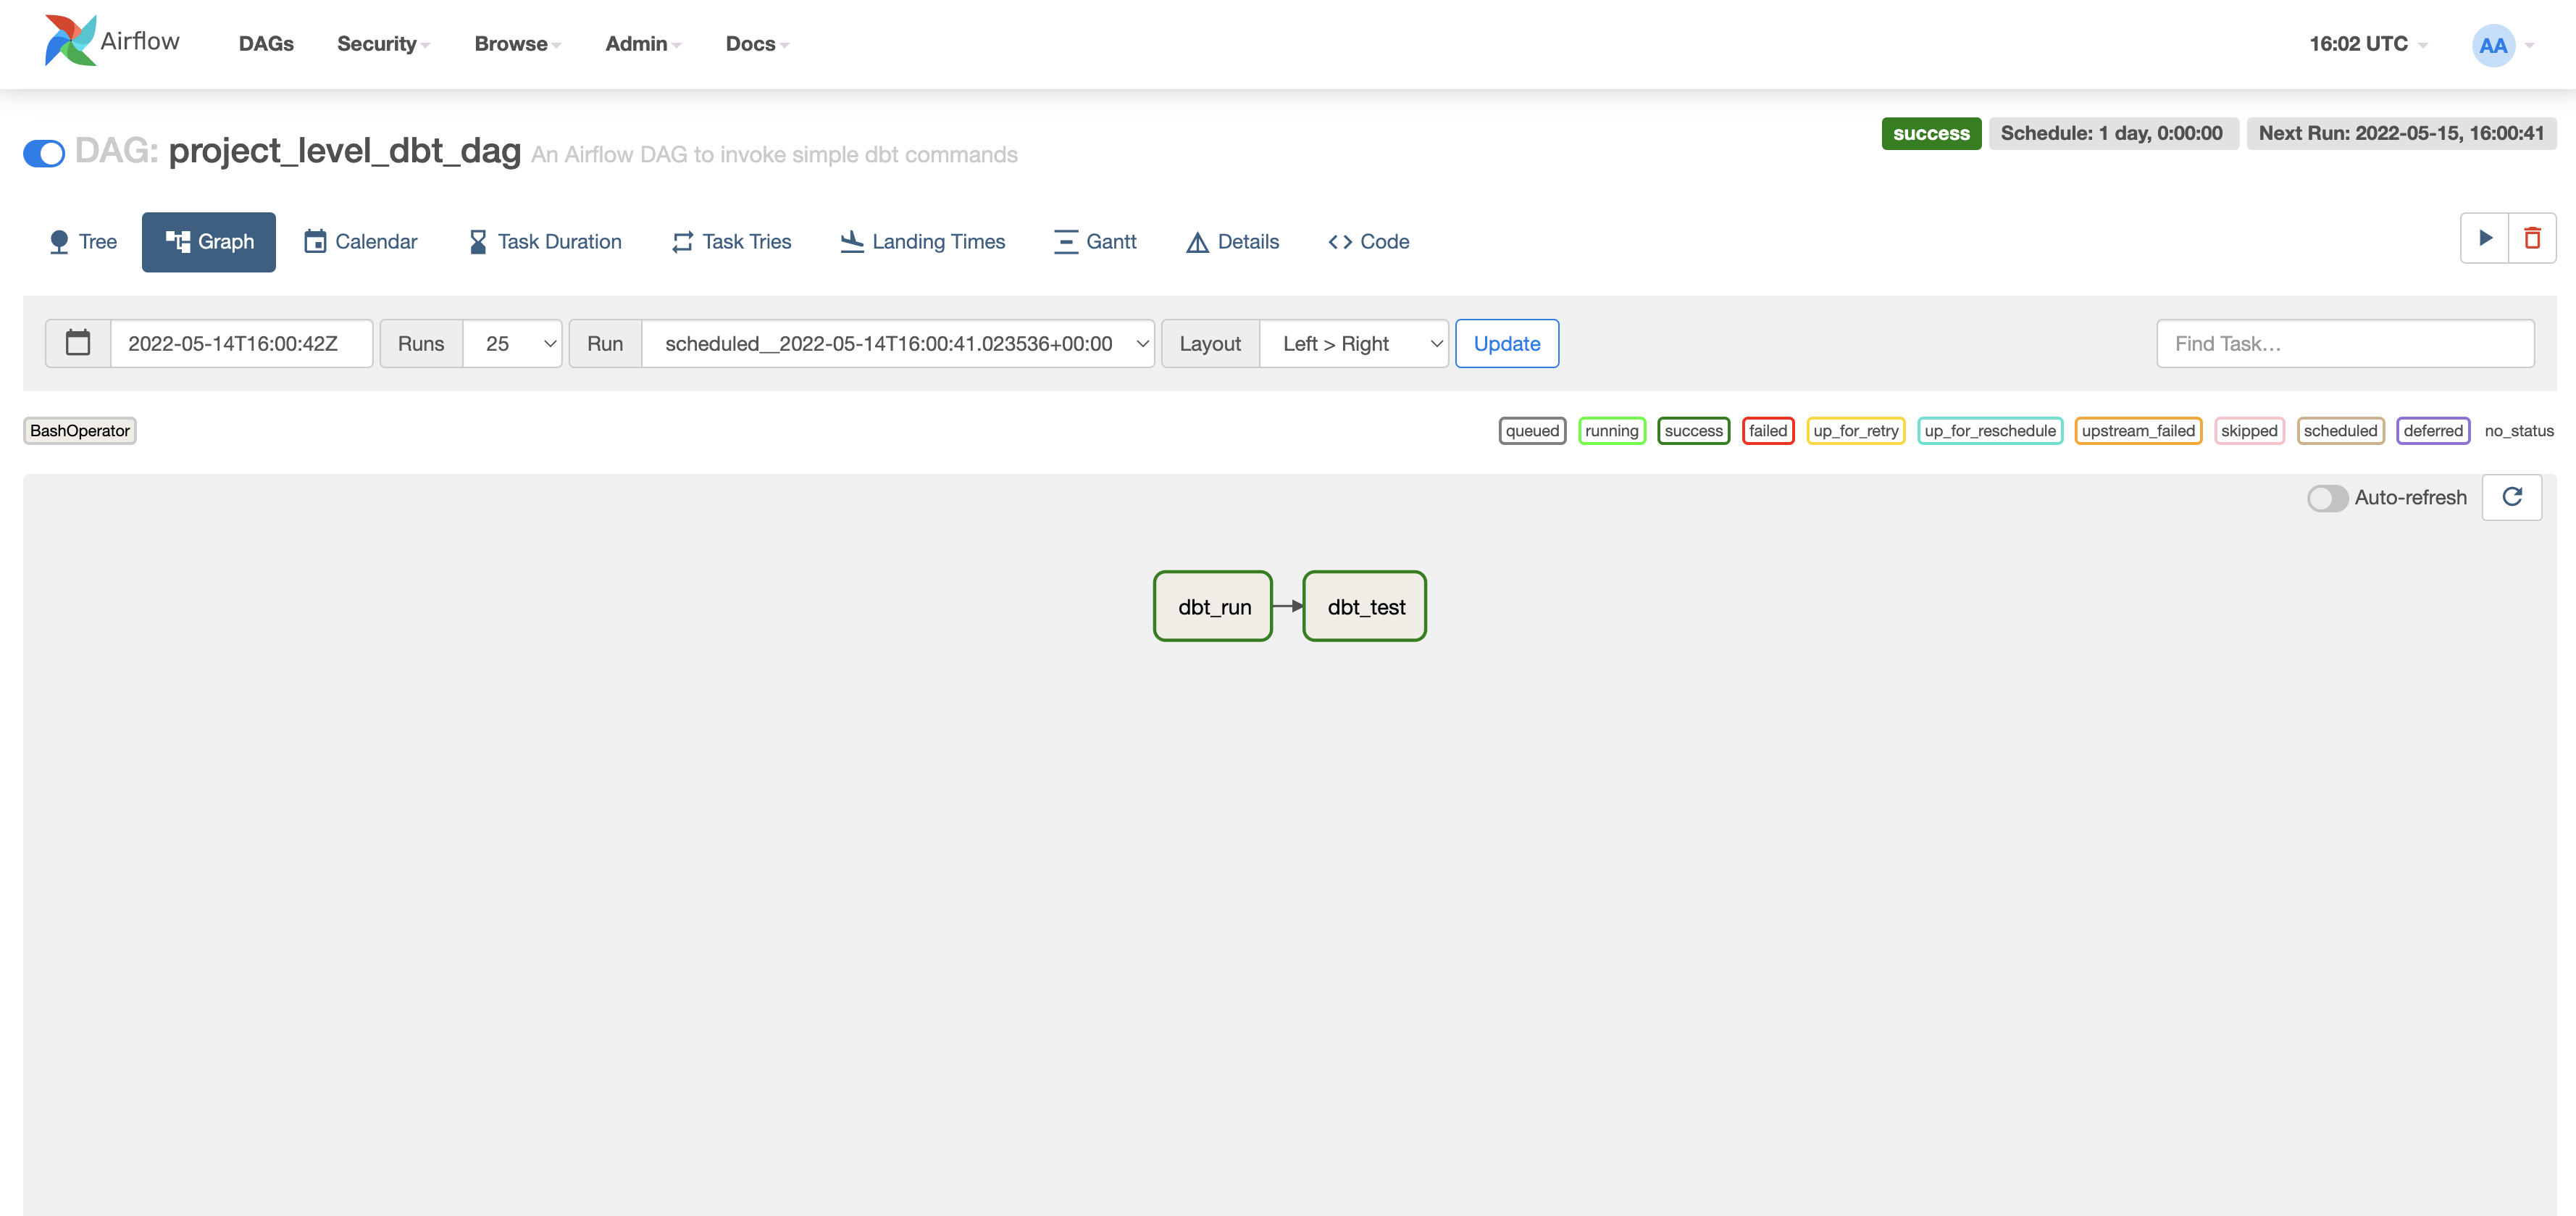 Airflow DAGs Security Browse Admin Docs 16:02 UTC AA
DAG: project_level_dbt_dag An Airflow DAG to invoke simple dbt commands
success Schedule: 1 day, 0:00:00 Next Run: 2022-05-15, 16:00:41
Tree Graph Calendar Task Duration Task Tries Landing Times Gantt Details Code
2022-05-14T16:00:42Z Runs 25 Run scheduled__2022-05-14T16:00:41.023536+00:00 Layout Left > Right Update Find Task...
BashOperator queued running success failed up_for_retry up_for_reschedule upstream_failed skipped scheduled deferred no_status
Auto-refresh
dbt_run dbt_test